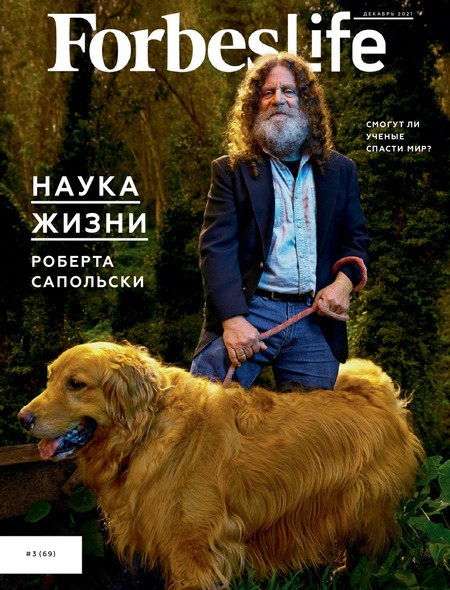 ДЕКАБРЬ 2021
ForbesLife
СМОГУТ ЛИ
УЧЕНЫЕ
СПАСТИ МИР?
НАУКА
ЖИЗНИ
РОБЕРТА
САПОЛЬСКИ
#3 (69)